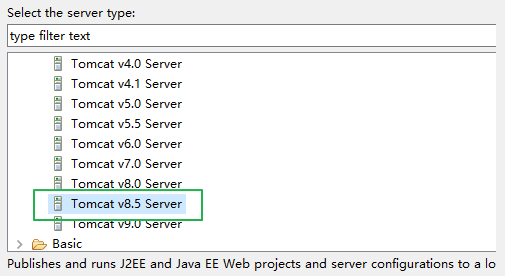 Select the server type:
type filter text
Tomcat v4.0 Server
Tomcat v4.1 Server
Tomcat v5.0 Server
Tomcat v5.5 Server
Tomcat v6.0 Server
Tomcat v7.0 Server
Tomcat v8.0 Server
Tomcat v8.5 Server
Tomcat v9.0 Server
Basic
Publishes and runs J2EE and Java EE Web projects and server configurations to a lo